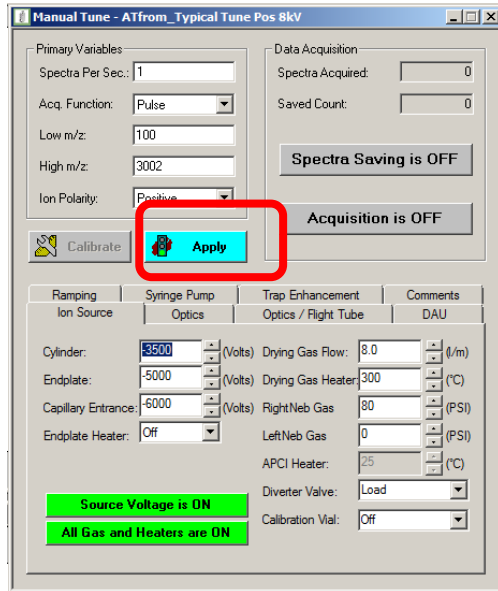 Manual Tune - ATfrom_Typical Tune Pos 8kV
Primary Variables
Spectra Per Sec.: 1
Acq. Function: Pulse
Low m/z: 100
High m/z: 3002
Ion Polarity: Positive
Data Acquisition
Spectra Acquired: 0
Saved Count: 0
Spectra Saving is OFF
Acquisition is OFF
Calibrate
Apply
Ramping Syringe Pump Trap Enhancement Comments
Ion Source Optics Optics / Flight Tube DAU
Cylinder: -3500 (Volts)
Endplate: -5000 (Volts)
Capillary Entrance: -6000 (Volts)
Endplate Heater: Off
Source Voltage is ON
All Gas and Heaters are ON
Drying Gas Flow: 8.0 (l/m)
Drying Gas Heater: 300 (°C)
RightNeb Gas 80 (PSI)
LeftNeb Gas 0 (PSI)
APCI Heater: 25 (°C)
Diverter Valve: Load
Calibration Vial: Off